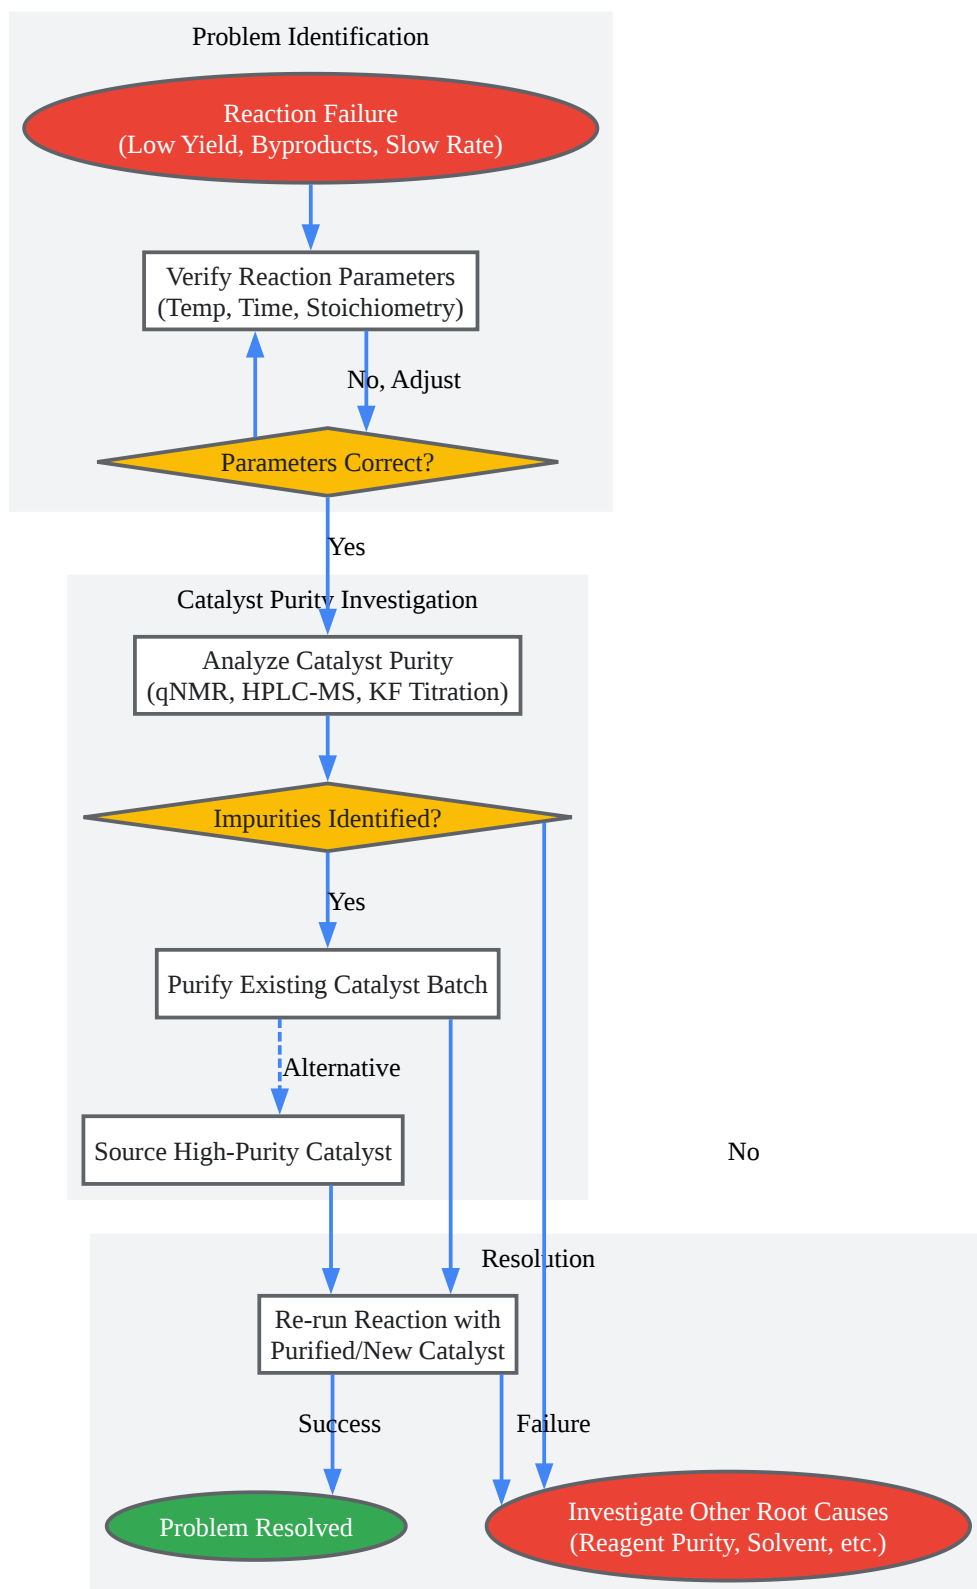 Problem Identification
Reaction Failure
(Low Yield, Byproducts, Slow Rate)
Verify Reaction Parameters
(Temp, Time, Stoichiometry)
No, Adjust
Parameters Correct?
Yes
Catalyst Purity Investigation
Analyze Catalyst Purity
(qNMR, HPLC-MS, KF Titration)
Impurities Identified?
Yes
Purify Existing Catalyst Batch
Alternative
Source High-Purity Catalyst
No
Resolution
Re-run Reaction with
Purified/New Catalyst
Success
Failure
Problem Resolved
Investigate Other Root Causes
(Reagent Purity, Solvent, etc.)